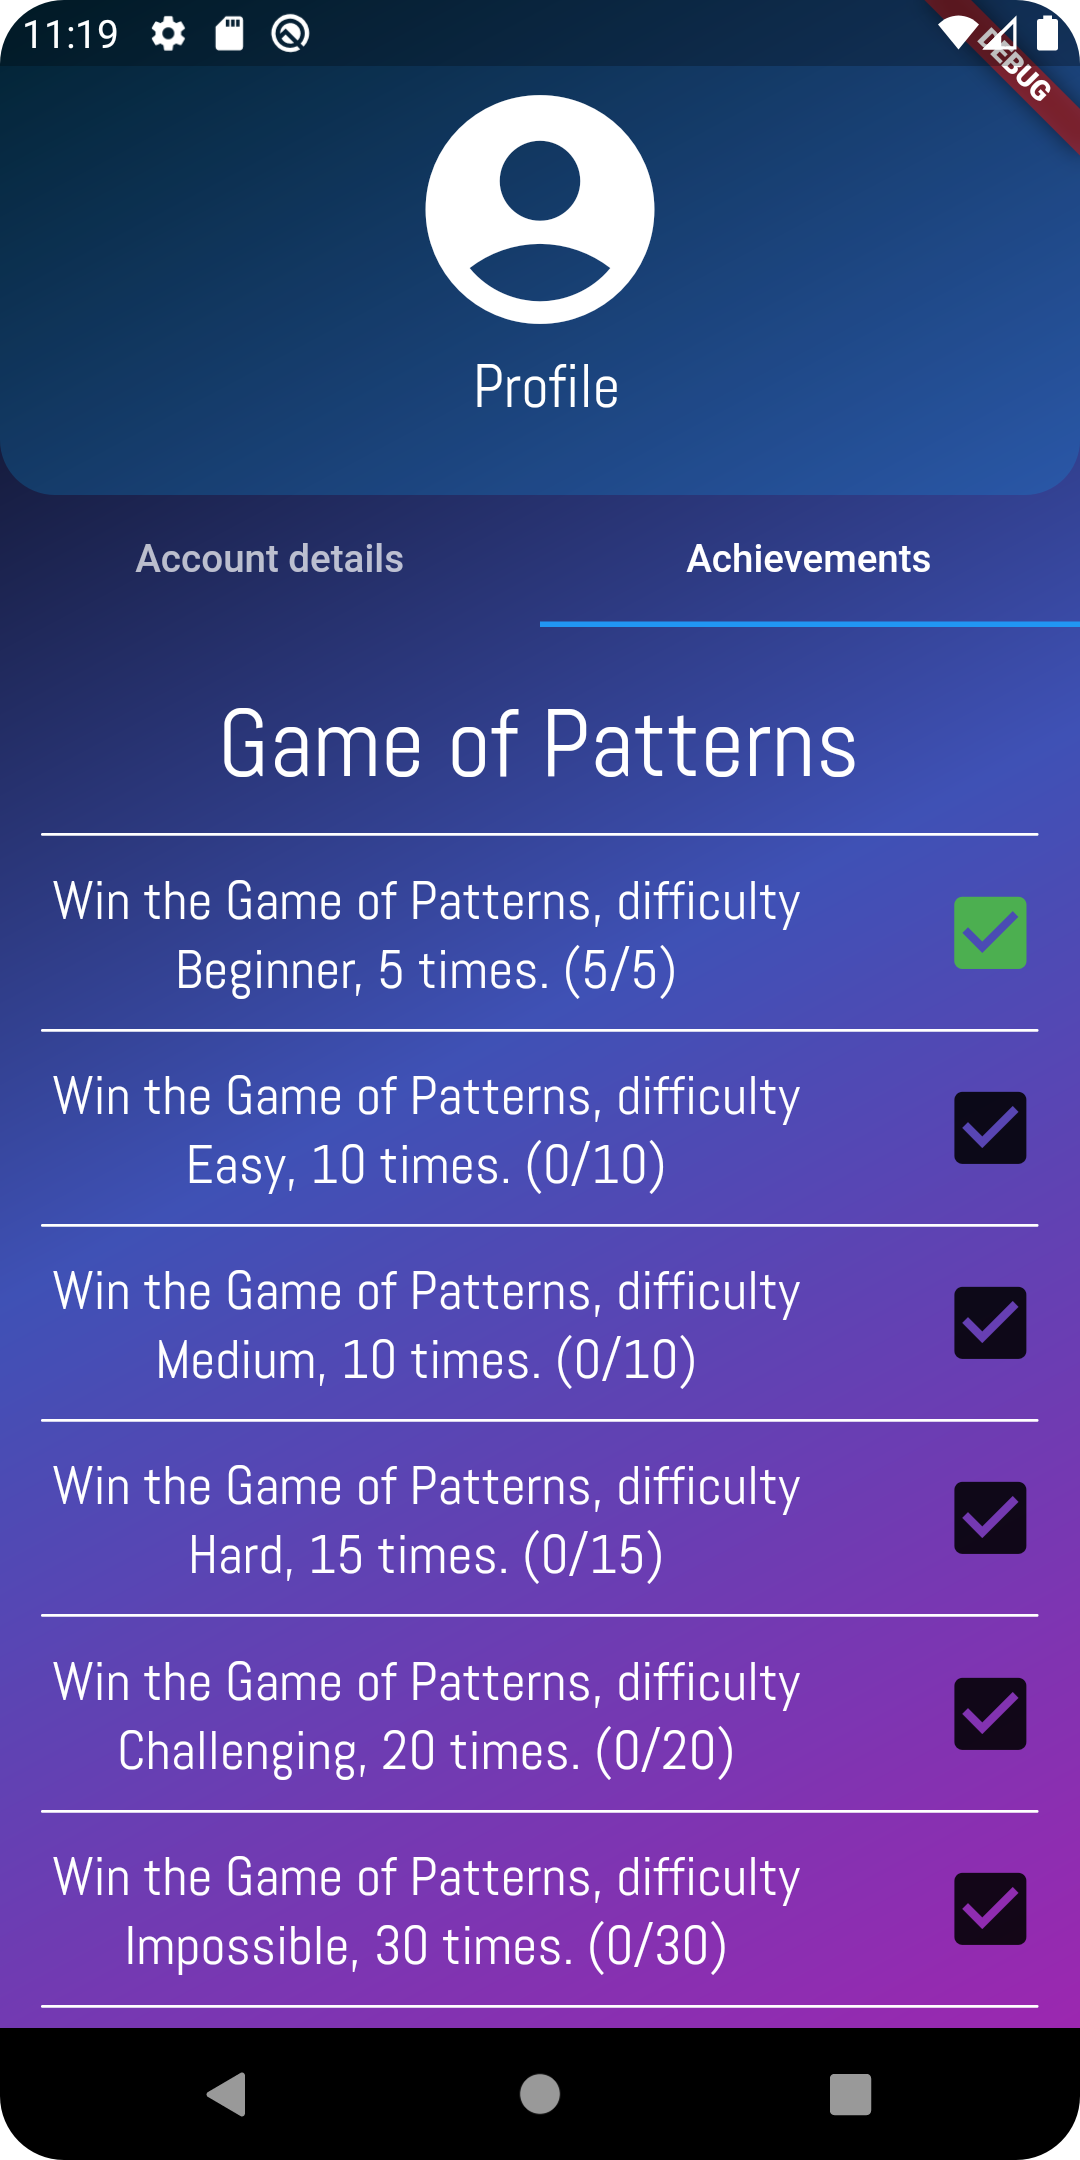 11:19
DEBUG
Profile
Account details
Achievements
Game of Patterns
Win the Game of Patterns, difficulty
Beginner, 5 times. (5/5)
Win the Game of Patterns, difficulty
Easy, 10 times. (0/10)
Win the Game of Patterns, difficulty
Medium, 10 times. (0/10)
Win the Game of Patterns, difficulty
Hard, 15 times. (0/15)
Win the Game of Patterns, difficulty
Challenging, 20 times. (0/20)
Win the Game of Patterns, difficulty
Impossible, 30 times. (0/30)